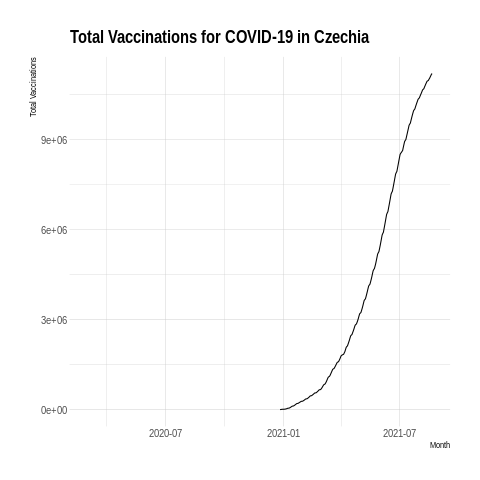 Total Vaccinations for COVID-19 in Czechia
Total Vaccinations
9e+06
6e+06
3e+06
0e+00
2020-07
2021-01
2021-07
Month